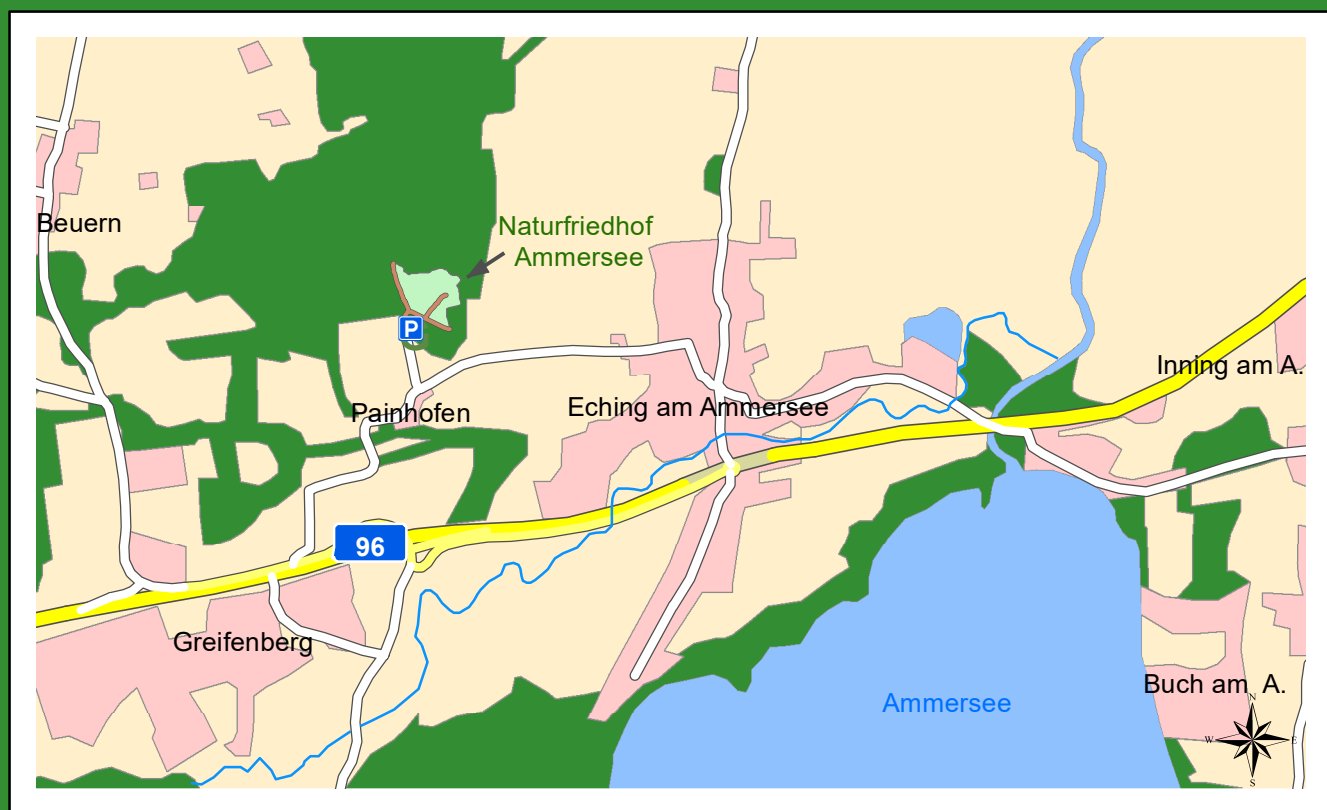 Beuern
Naturfriedhof
Ammersee
P
Inning am A.
Painhofen
Eching am Ammersee
96
Greifenberg
Buch am A.
Ammersee
N
W
E
S